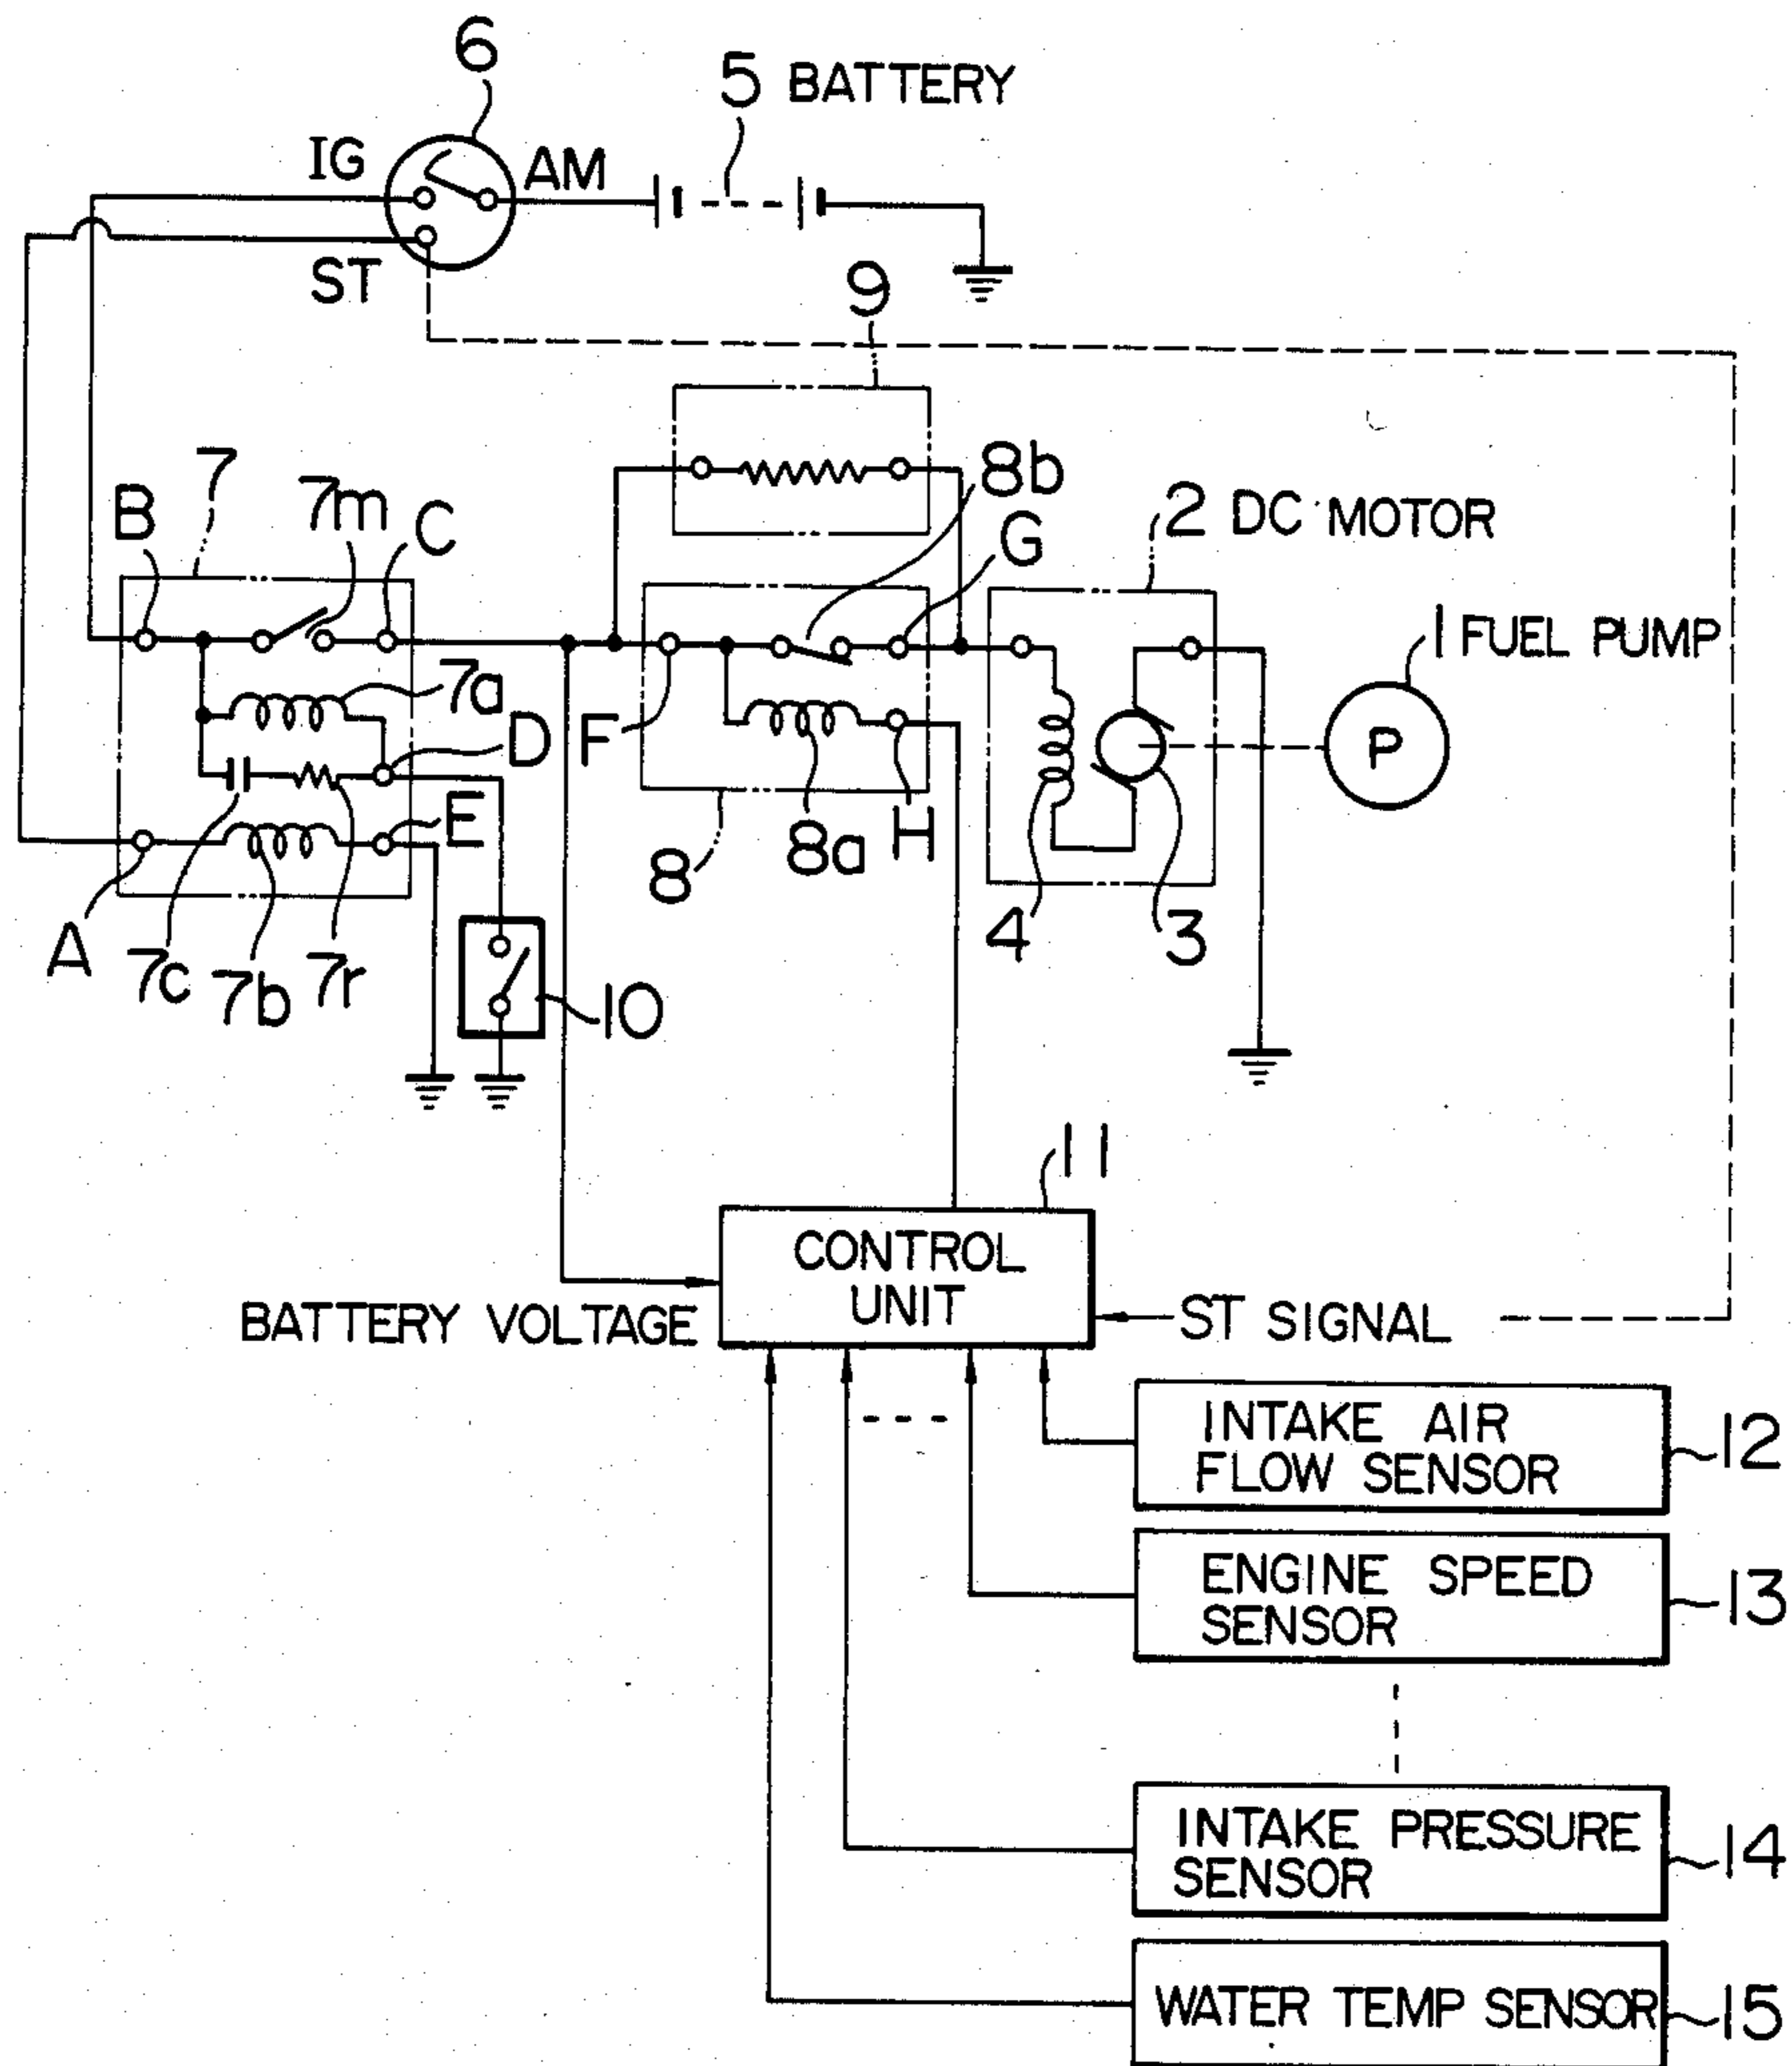 6
5 BATTERY
IG
AM
ST
9
7
7m
B
C
8b
G
2 DC MOTOR
1 FUEL PUMP
7a
D
F
P
E
8
8a
H
4
3
A
7c
7b
7r
10
11
CONTROL
UNIT
BATTERY VOLTAGE
ST SIGNAL
INTAKE AIR
FLOW SENSOR
12
ENGINE SPEED
SENSOR
13
INTAKE PRESSURE
SENSOR
14
WATER TEMP SENSOR
15